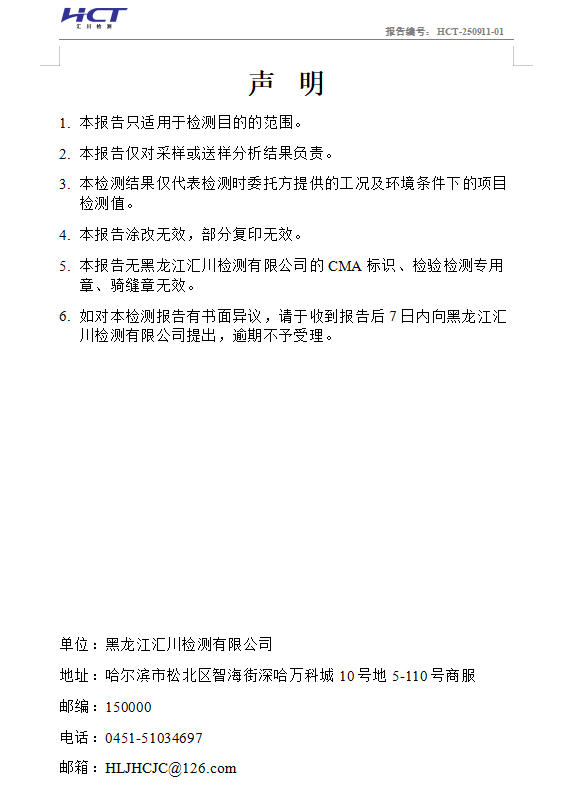 HCT
汇川检测
报告编号： HCT-250911-01
声 明
1. 本报告只适用于检测目的的范围。
2. 本报告仅对采样或送样分析结果负责。
3. 本检测结果仅代表检测时委托方提供的工况及环境条件下的项目
检测值。
4. 本报告涂改无效，部分复印无效。
5. 本报告无黑龙江汇川检测有限公司的 CMA 标识、检验检测专用
章、骑缝章无效。
6. 如对本检测报告有书面异议，请于收到报告后 7 日内向黑龙江汇
川检测有限公司提出，逾期不予受理。
单位：黑龙江汇川检测有限公司
地址：哈尔滨市松北区智海街深哈万科城 10 号地 5-110 号商服
邮编：150000
电话：0451-51034697
邮箱：HLJHCJC@126.com